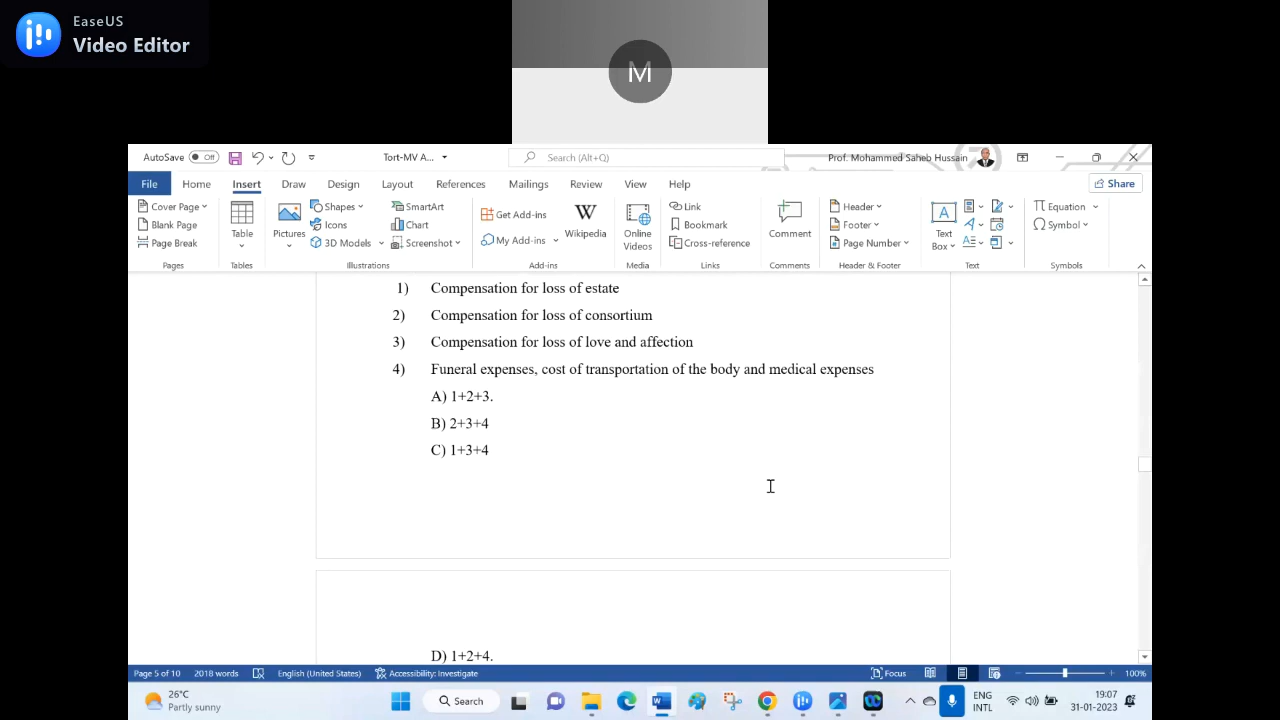 EaseUS
Video Editor
M
AutoSave Off Tort-MV A... Search (Alt+Q) Prof. Mohammed Saheb Hussain
File Home Insert Draw Design Layout References Mailings Review View Help Share
Cover Page
Blank Page
Page Break
Pages
Table
Tables
Pictures
Shapes
Icons
3D Models
SmartArt
Chart
Screenshot
Illustrations
Get Add-ins
My Add-ins
W
Wikipedia
Add-ins
Online
Videos
Media
Link
Bookmark
Cross-reference
Links
Comment
Comments
Header
Footer
Page Number
Header & Footer
A
Text
Box
Text
Equation
Symbol
Symbols
1) Compensation for loss of estate
2) Compensation for loss of consortium
3) Compensation for loss of love and affection
4) Funeral expenses, cost of transportation of the body and medical expenses
A) 1+2+3.
B) 2+3+4
C) 1+3+4
D) 1+2+4.
Page 5 of 10 2018 words English (United States) Accessibility: Investigate Focus 100%
26°C
Partly sunny
Search
ENG
INTL
19:07
31-01-2023